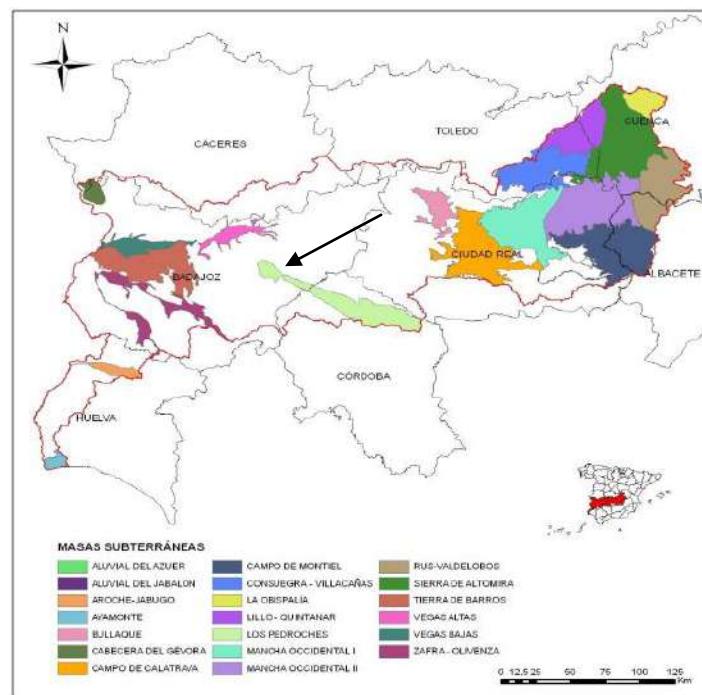 N
TOLEDO
CUENCA
CÁCERES
CIUDAD REAL
BADAJOZ
ALBACETE
CÓRDOBA
HUELVA
MASAS SUBTERRÁNEAS
ALUVIAL DEL AZUER
ALUVIAL DEL JABALON
AROCHE-JABUGO
AYAMONTE
BULLAQUE
CABECERA DEL GÉVORA
CAMPO DE CALATRAVA
CAMPO DE MONTIEL
CONSUEGRA - VILLACAÑAS
LA OBISPALÍA
LILLO - QUINTANAR
LOS PEDROCHES
MANCHA OCCIDENTAL I
MANCHA OCCIDENTAL II
RUS-VALDELOBOS
SIERRA DE ALTOMIRA
TIERRA DE BARROS
VEGAS ALTAS
VEGAS BAJAS
ZAFRA - OLIVENZA
0 12,5 25 50 75 100 125
Km